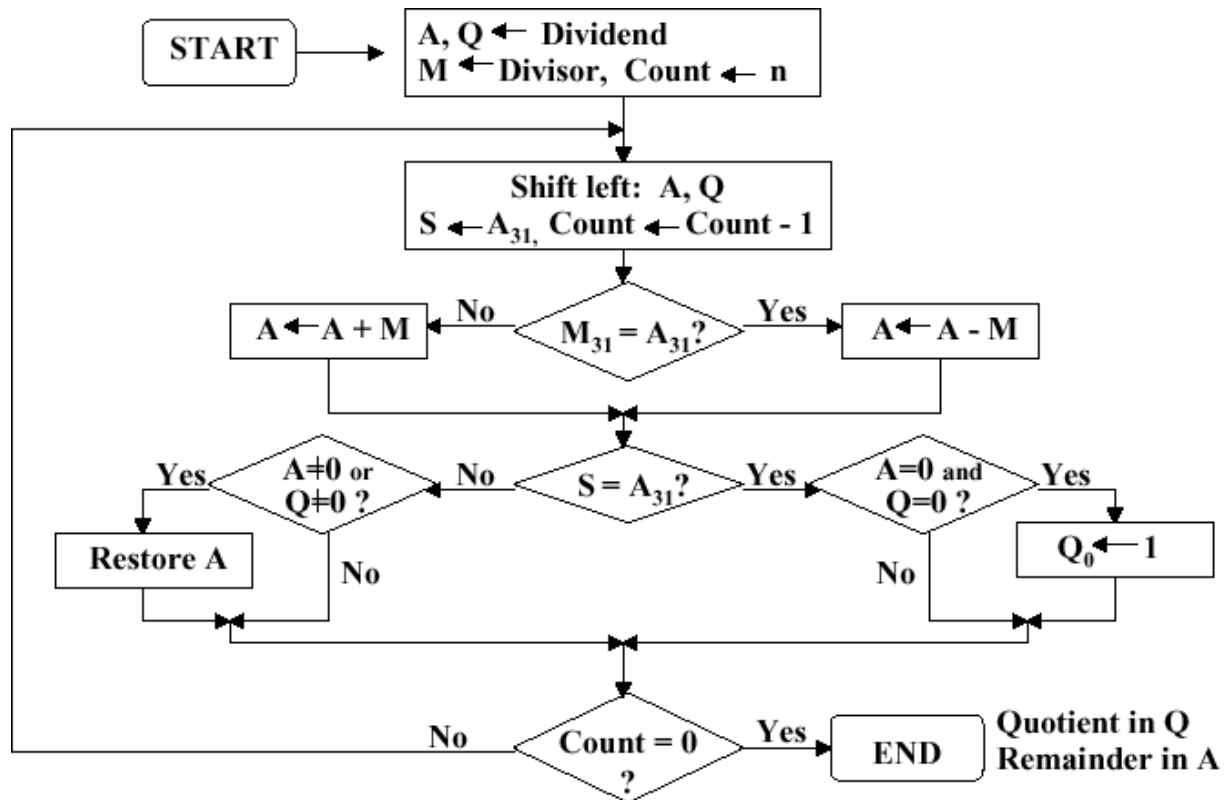 START
A, Q ← Dividend
M ← Divisor, Count ← n
Shift left: A, Q
S ← A31, Count ← Count - 1
No
Yes
A ← A + M
M31 = A31?
A ← A - M
Yes
A≠0 or
Q≠0 ?
No
S = A31?
Yes
A=0 and
Q=0 ?
Yes
Restore A
No
No
Q0 ← 1
No
Count = 0
?
Yes
END
Quotient in Q
Remainder in A